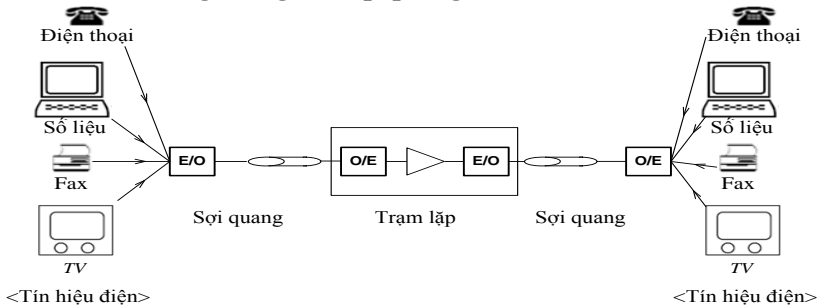 Điện thoại
Điện thoại
Số liệu
Số liệu
E/O
O/E
E/O
O/E
Fax
Fax
Sợi quang
Trạm lặp
Sợi quang
TV
TV
<Tín hiệu điện>
<Tín hiệu điện>